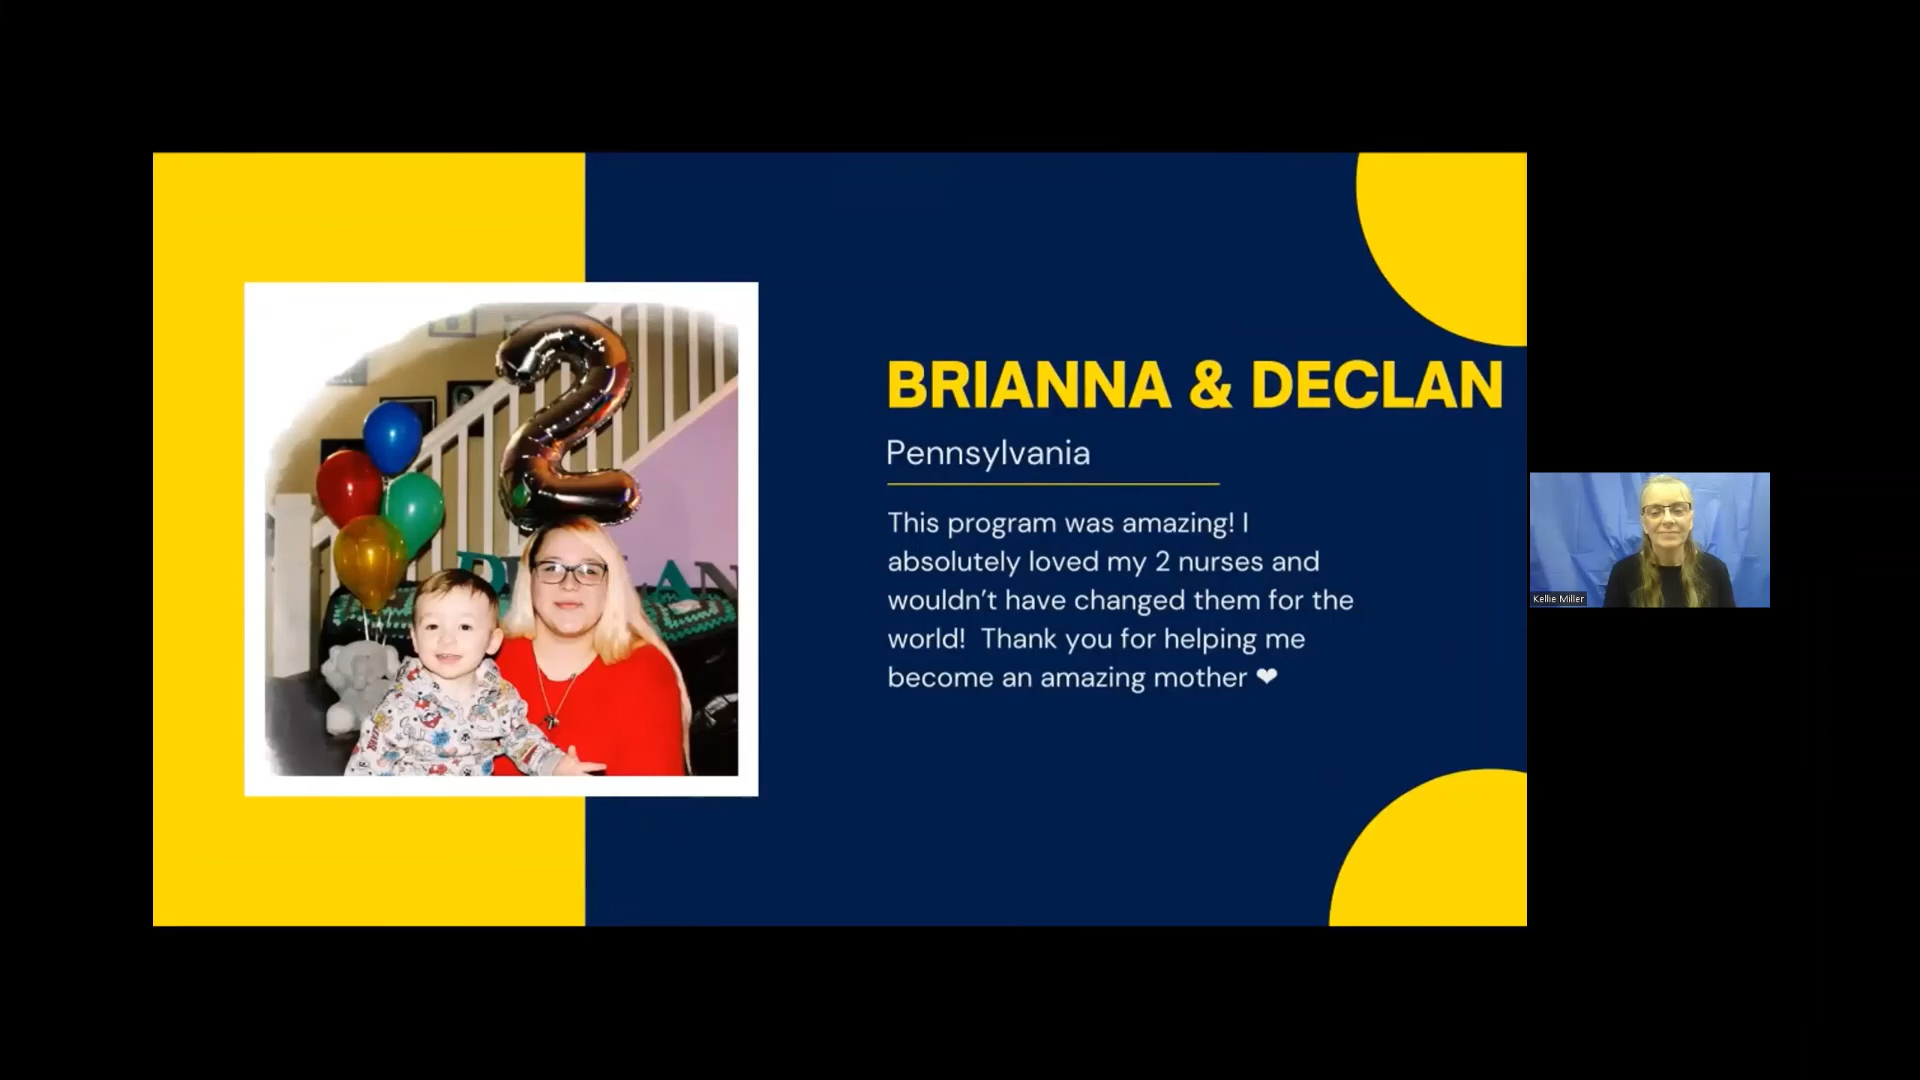 BRIANNA & DECLAN
Pennsylvania
This program was amazing! I
absolutely loved my 2 nurses and
wouldn’t have changed them for the
world!  Thank you for helping me
become an amazing mother ❤
2
Kellie Miller